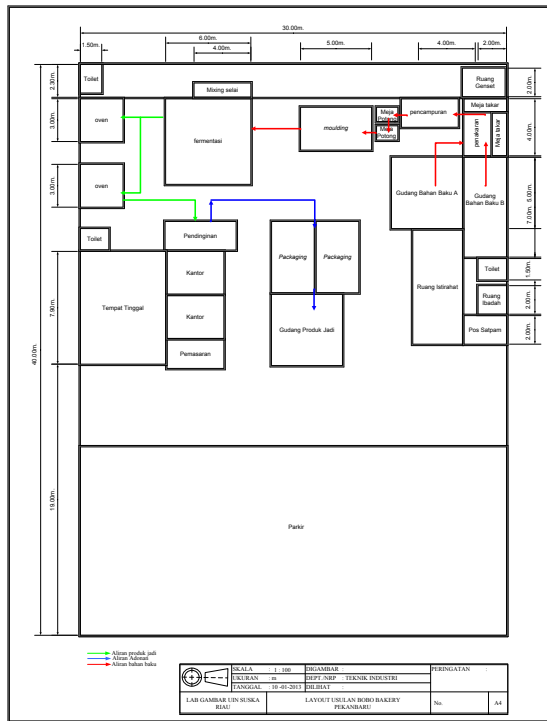 30.00m.
6.00m.
1.50m.
4.00m.
5.00m.
4.00m.
2.00m.
2.30m.
Toilet
Mixing selai
Ruang
Genset
2.00m.
3.00m.
oven
fermentasi
moulding
Meja
Potong
Meja
Potong
pencampuran
Meja takar
penakaran
Meja takar
4.00m.
3.00m.
oven
Gudang Bahan Baku A
Gudang
Bahan Baku B
7.00m.
5.00m.
Toilet
Pendinginan
Packaging
Packaging
Kantor
Toilet
1.50m.
7.90m.
Tempat Tinggal
Kantor
Ruang Istirahat
Ruang
Ibadah
2.00m.
Gudang Produk Jadi
Pos Satpam
2.00m.
Pemasaran
40.00m.
19.00m.
Parkir
Aliran produk jadi
Aliran Adonan
Aliran bahan baku
SKALA : 1 : 100
DIGAMBAR :
PERINGATAN :
UKURAN : m
DEPT./NRP : TEKNIK INDUSTRI
TANGGAL : 10 -01-2013
DILIHAT :
LAB GAMBAR UIN SUSKA
RIAU
LAYOUT USULAN BOBO BAKERY
PEKANBARU
No.
A4